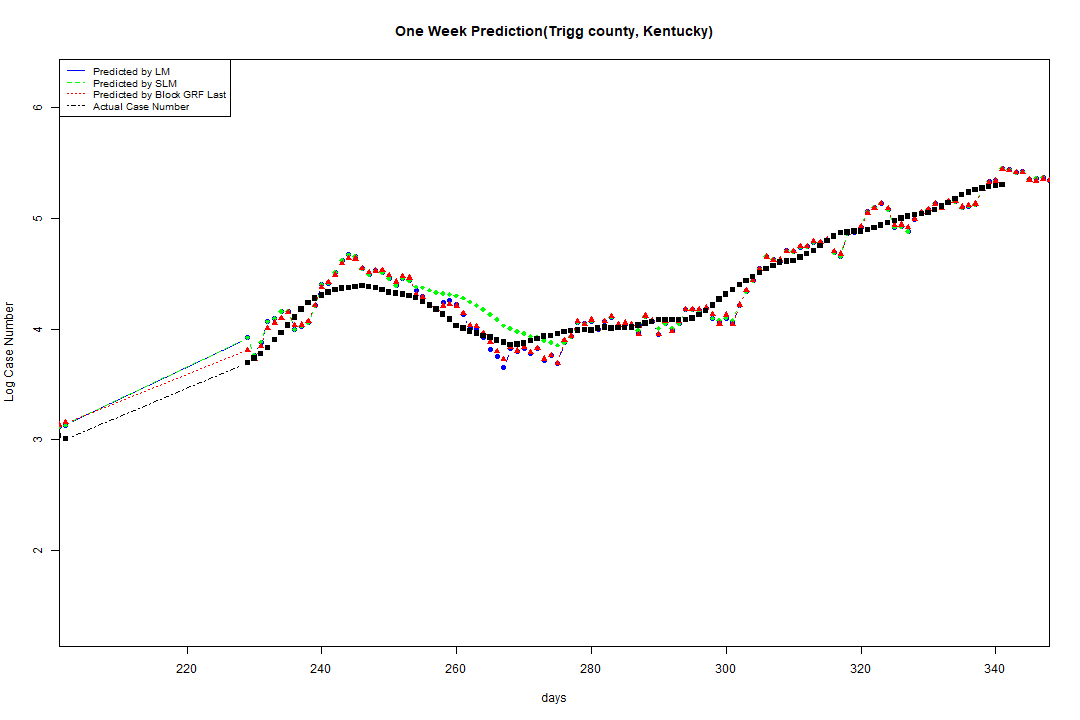 One Week Prediction(Trigg county, Kentucky)
Predicted by LM
Predicted by SLM
Predicted by Block GRF Last
Actual Case Number
Log Case Number
6
5
4
3
2
220 240 260 280 300 320 340
days